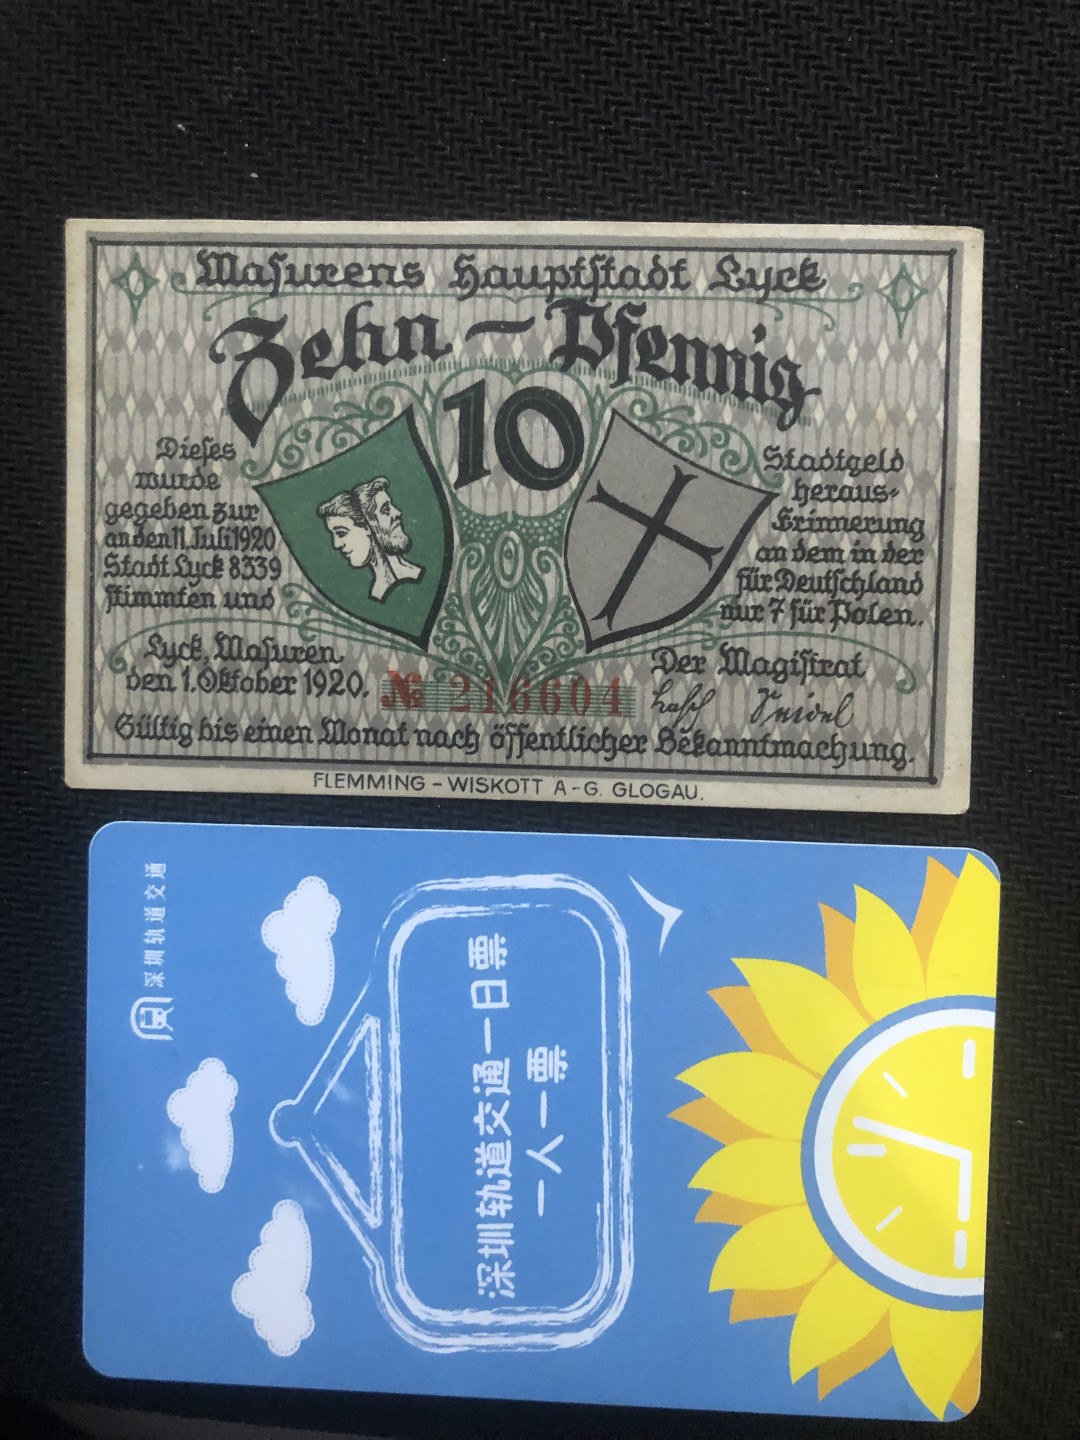 Masurens Hauptstadt Lyck
Zehn - Pfennig
10
Dieses Stadtgeld
wurde heraus-
gegeben zur Erinnerung
an den 11. Juli 1920 an dem in der
Stadt Lyck 8339 für Deutschland
stimmten und nur 7 für Polen.
Lyck, Masuren Der Magistrat
den 1. Oktober 1920. № 216604
Gültig bis einen Monat nach öffentlicher Bekanntmachung.
FLEMMING - WISKOTT A-G. GLOGAU.
深圳轨道交通
深圳轨道交通一日票
一人一票